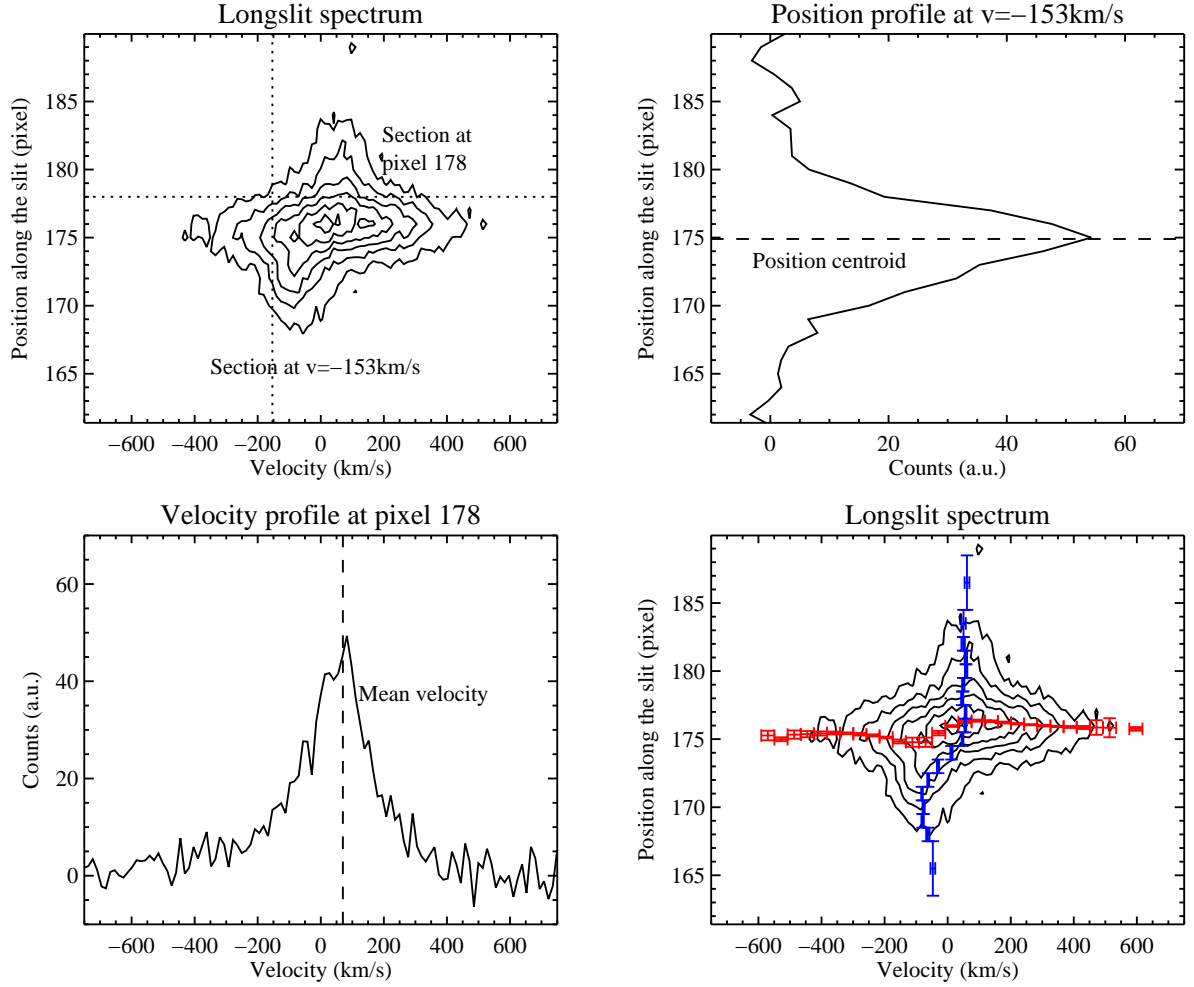 Longslit spectrum
Position along the slit (pixel)
185
180
175
170
165
Section at
pixel 178
Section at v=−153km/s
−600 −400 −200 0 200 400 600
Velocity (km/s)
Position profile at v=−153km/s
Position along the slit (pixel)
185
180
175
170
165
Position centroid
0 20 40 60
Counts (a.u.)
Velocity profile at pixel 178
Counts (a.u.)
60
40
20
0
Mean velocity
−600 −400 −200 0 200 400 600
Velocity (km/s)
Longslit spectrum
Position along the slit (pixel)
185
180
175
170
165
−600 −400 −200 0 200 400 600
Velocity (km/s)